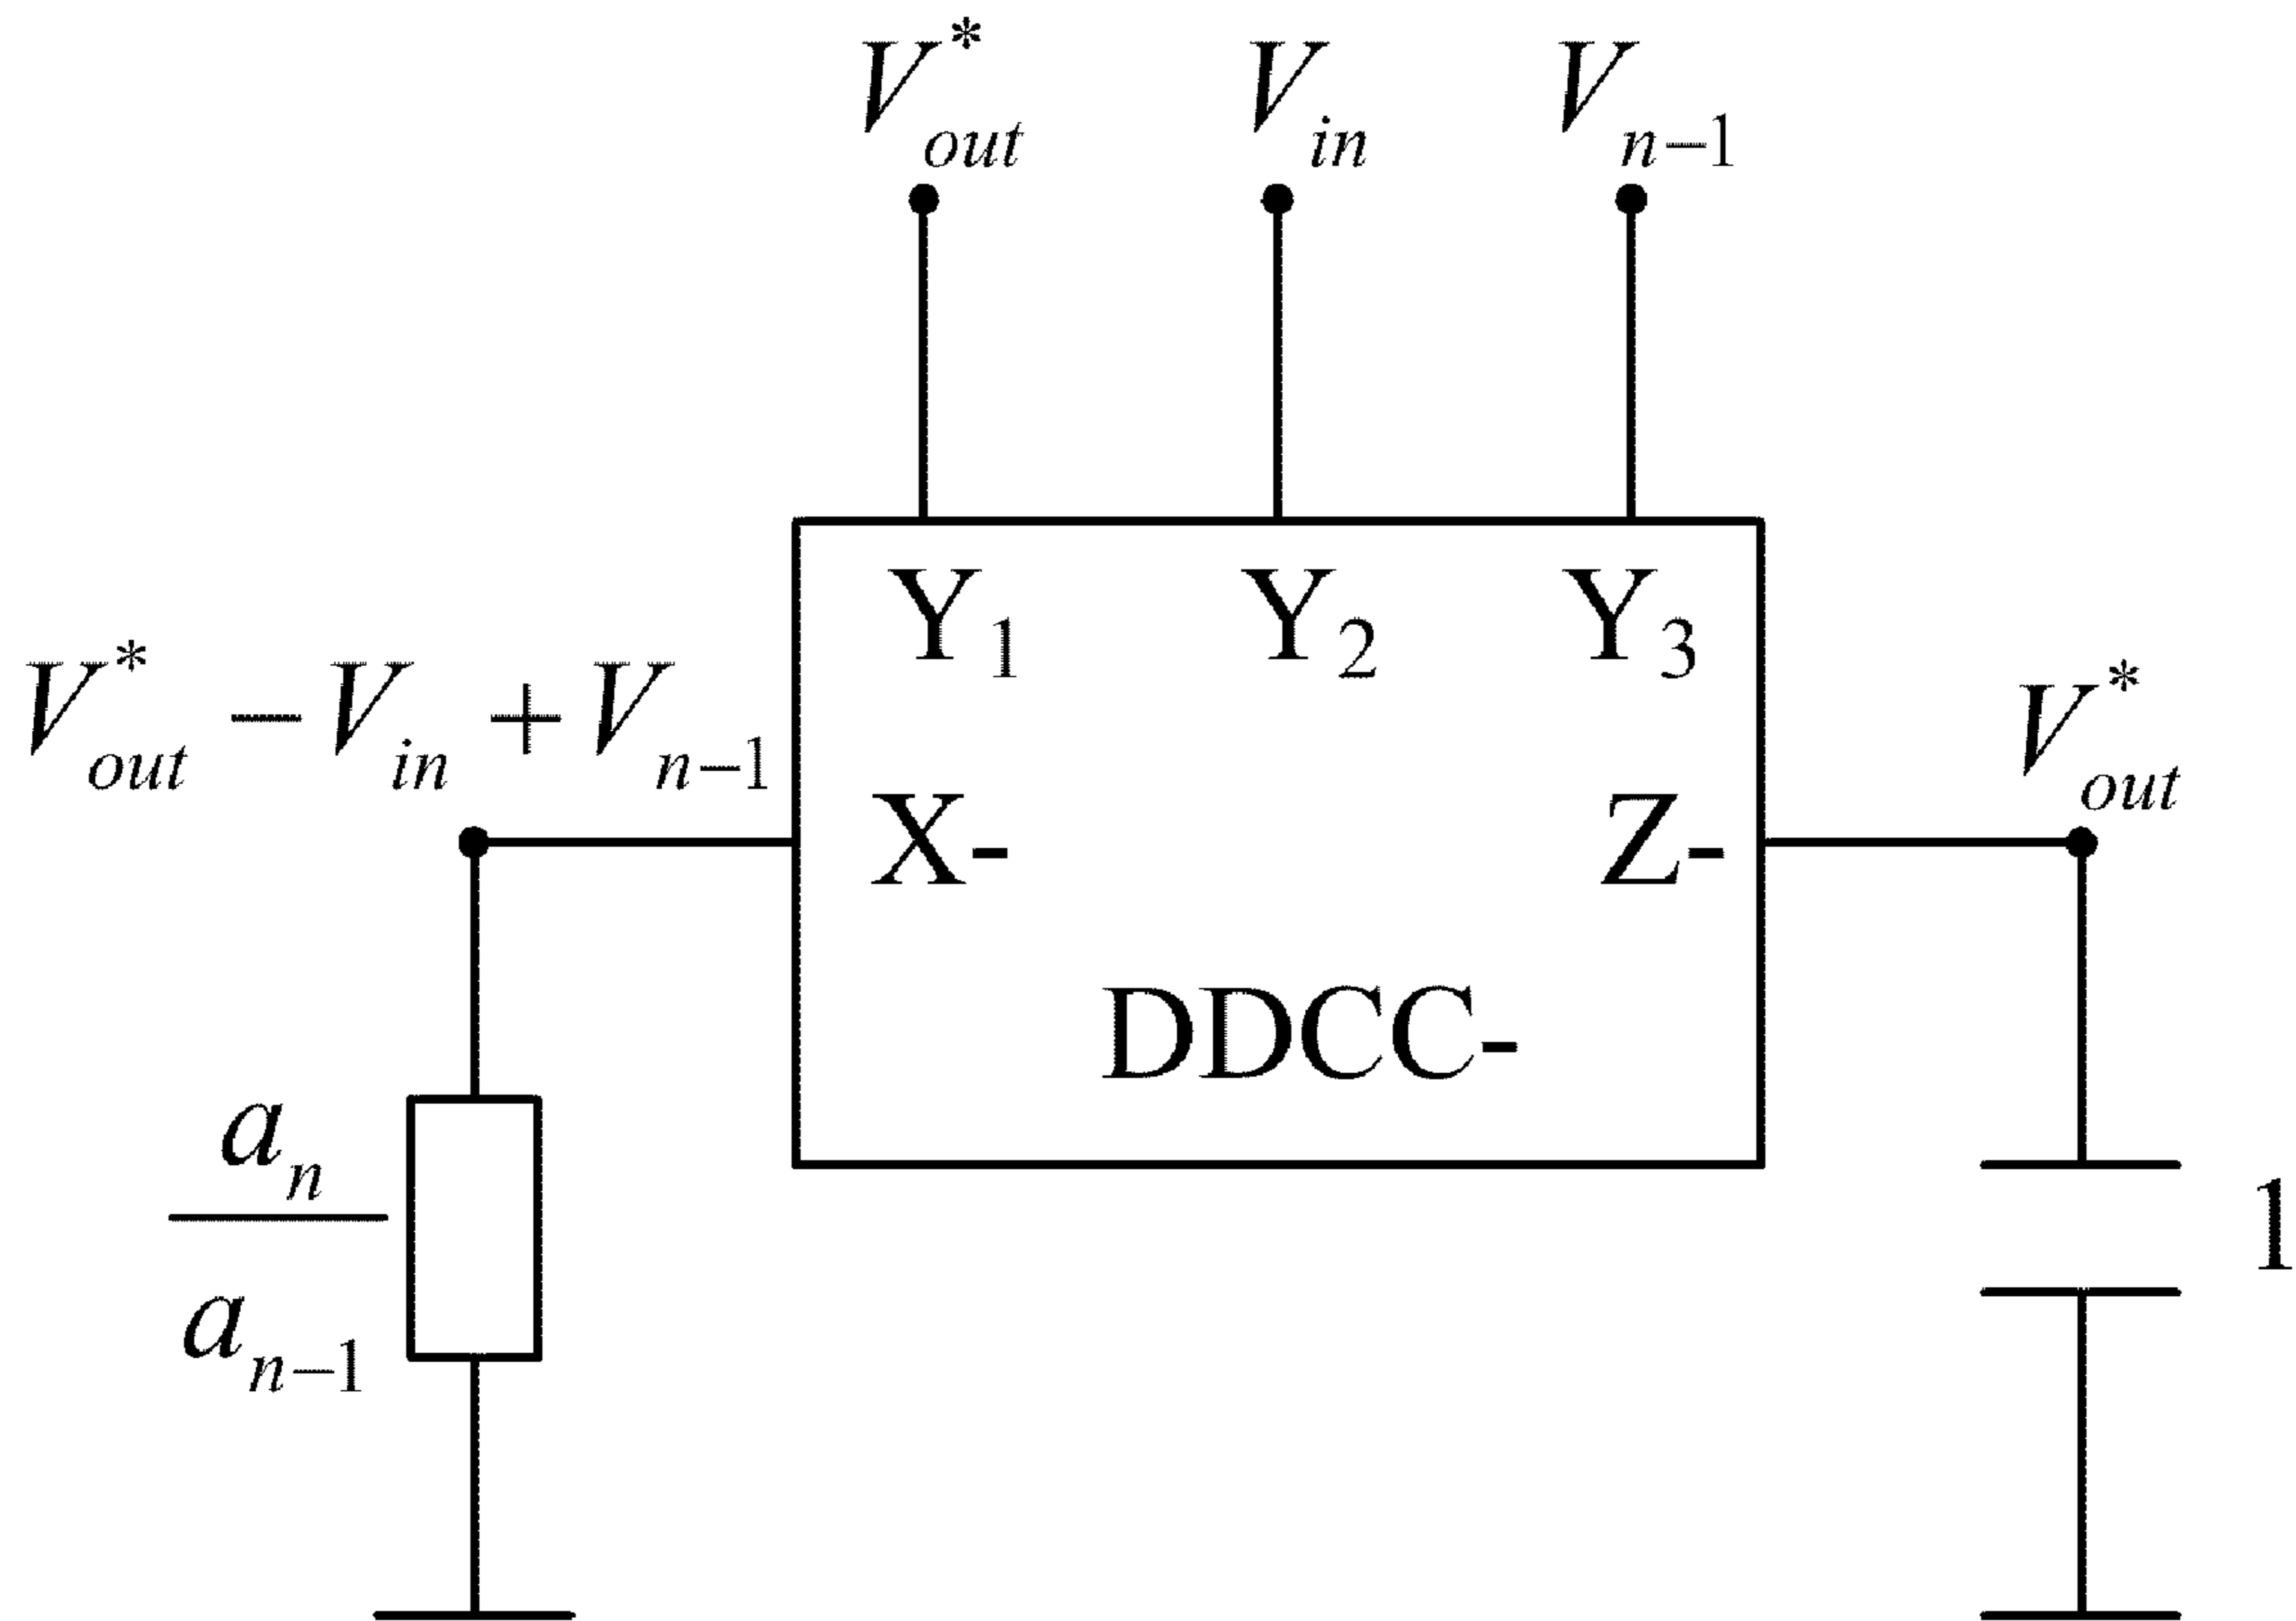 V*out Vin Vn−1
Y1 Y2 Y3
V*out −Vin +Vn−1
V*out
X- Z-
DDCC-
an
an−1
1